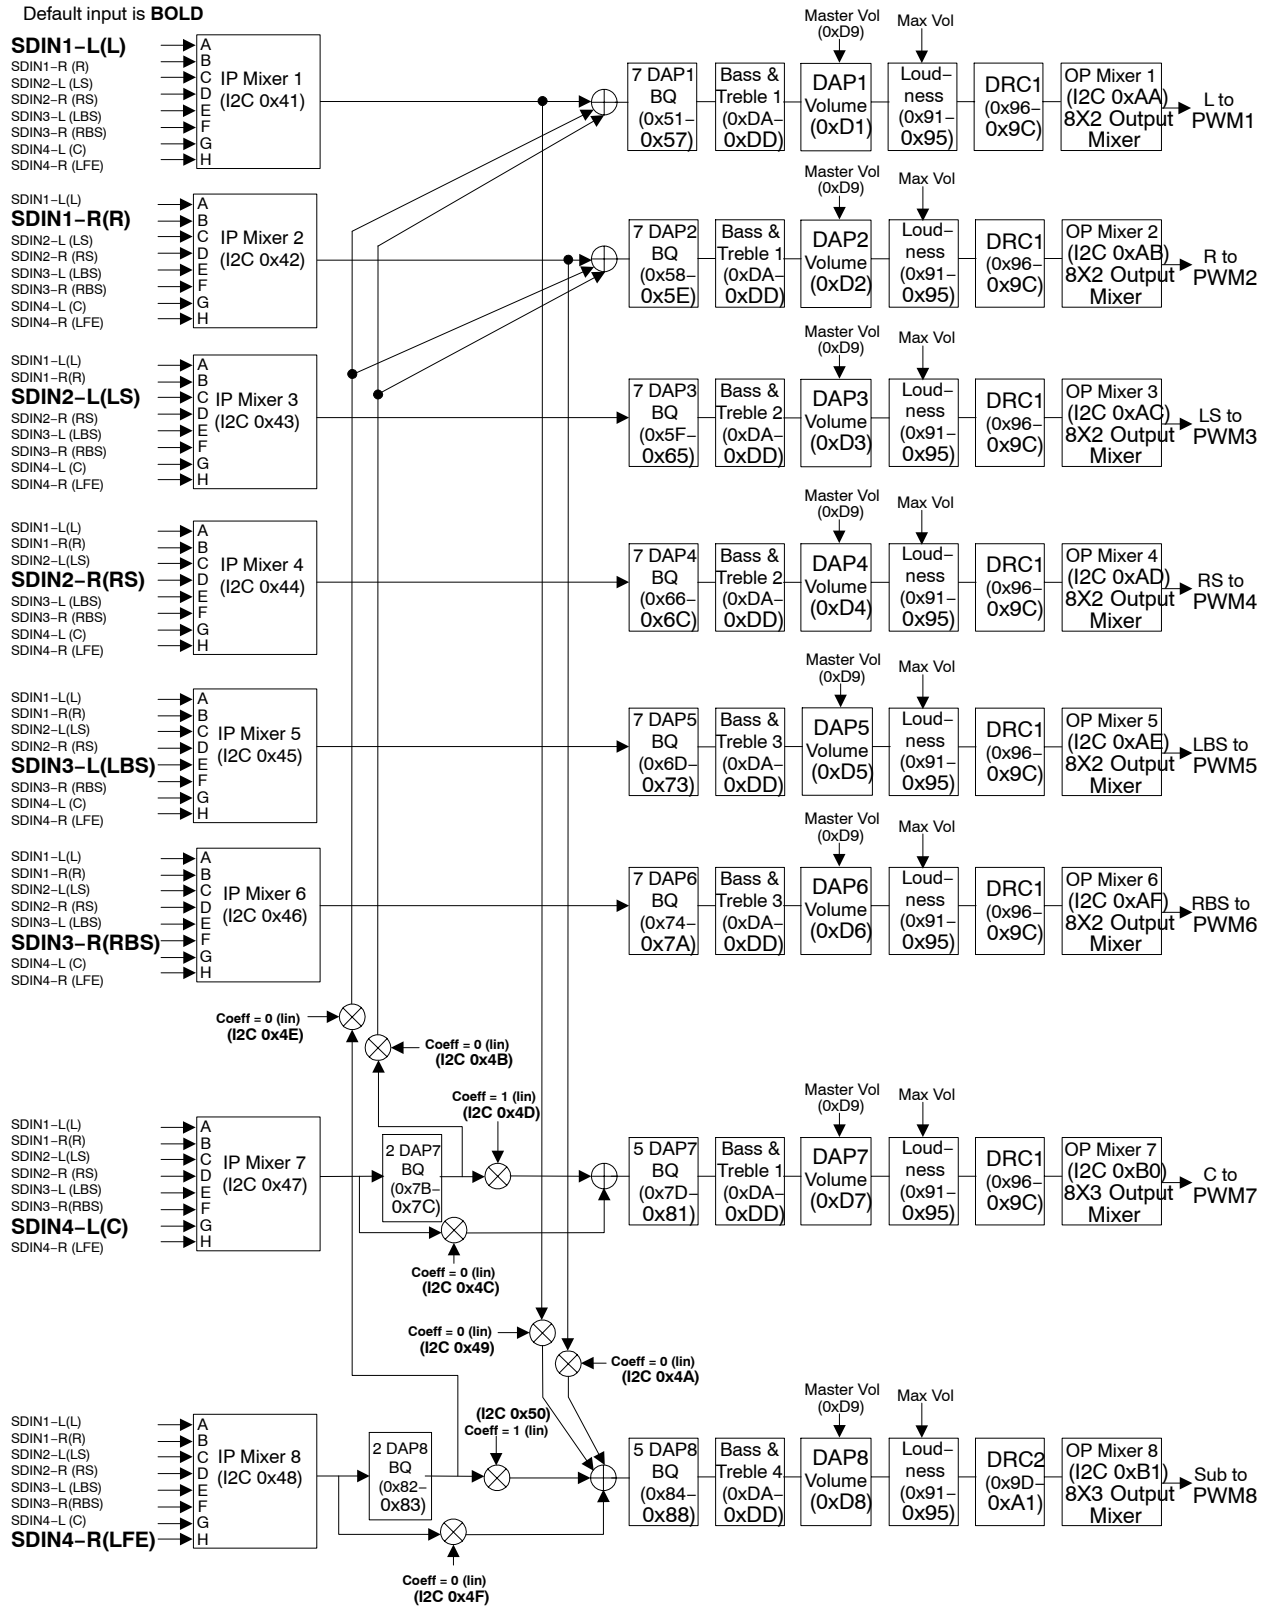 Default input is BOLD
SDIN1–L(L)
SDIN1–R (R)
SDIN2–L (LS)
SDIN2–R (RS)
SDIN3–L (LBS)
SDIN3–R (RBS)
SDIN4–L (C)
SDIN4–R (LFE)
A
B
C
D
E
F
G
H
IP Mixer 1
(I2C 0x41)
7 DAP1
BQ
(0x51–
0x57)
Bass &
Treble 1
(0xDA–
0xDD)
Master Vol
(0xD9)
DAP1
Volume
(0xD1)
Max Vol
Loud–
ness
(0x91–
0x95)
DRC1
(0x96–
0x9C)
OP Mixer 1
(I2C 0xAA)
8X2 Output
Mixer
L to
PWM1
SDIN1–L(L)
SDIN1–R(R)
SDIN2–L (LS)
SDIN2–R (RS)
SDIN3–L (LBS)
SDIN3–R (RBS)
SDIN4–L (C)
SDIN4–R (LFE)
A
B
C
D
E
F
G
H
IP Mixer 2
(I2C 0x42)
7 DAP2
BQ
(0x58–
0x5E)
Bass &
Treble 1
(0xDA–
0xDD)
Master Vol
(0xD9)
DAP2
Volume
(0xD2)
Max Vol
Loud–
ness
(0x91–
0x95)
DRC1
(0x96–
0x9C)
OP Mixer 2
(I2C 0xAB)
8X2 Output
Mixer
R to
PWM2
SDIN1–L(L)
SDIN1–R(R)
SDIN2–L(LS)
SDIN2–R (RS)
SDIN3–L (LBS)
SDIN3–R (RBS)
SDIN4–L (C)
SDIN4–R (LFE)
A
B
C
D
E
F
G
H
IP Mixer 3
(I2C 0x43)
7 DAP3
BQ
(0x5F–
0x65)
Bass &
Treble 2
(0xDA–
0xDD)
Master Vol
(0xD9)
DAP3
Volume
(0xD3)
Max Vol
Loud–
ness
(0x91–
0x95)
DRC1
(0x96–
0x9C)
OP Mixer 3
(I2C 0xAC)
8X2 Output
Mixer
LS to
PWM3
SDIN1–L(L)
SDIN1–R(R)
SDIN2–L(LS)
SDIN2–R(RS)
SDIN3–L (LBS)
SDIN3–R (RBS)
SDIN4–L (C)
SDIN4–R (LFE)
A
B
C
D
E
F
G
H
IP Mixer 4
(I2C 0x44)
7 DAP4
BQ
(0x66–
0x6C)
Bass &
Treble 2
(0xDA–
0xDD)
Master Vol
(0xD9)
DAP4
Volume
(0xD4)
Max Vol
Loud–
ness
(0x91–
0x95)
DRC1
(0x96–
0x9C)
OP Mixer 4
(I2C 0xAD)
8X2 Output
Mixer
RS to
PWM4
SDIN1–L(L)
SDIN1–R(R)
SDIN2–L(LS)
SDIN2–R (RS)
SDIN3–L(LBS)
SDIN3–R (RBS)
SDIN4–L (C)
SDIN4–R (LFE)
A
B
C
D
E
F
G
H
IP Mixer 5
(I2C 0x45)
7 DAP5
BQ
(0x6D–
0x73)
Bass &
Treble 3
(0xDA–
0xDD)
Master Vol
(0xD9)
DAP5
Volume
(0xD5)
Max Vol
Loud–
ness
(0x91–
0x95)
DRC1
(0x96–
0x9C)
OP Mixer 5
(I2C 0xAE)
8X2 Output
Mixer
LBS to
PWM5
SDIN1–L(L)
SDIN1–R(R)
SDIN2–L(LS)
SDIN2–R (RS)
SDIN3–L (LBS)
SDIN3–R(RBS)
SDIN4–L (C)
SDIN4–R (LFE)
A
B
C
D
E
F
G
H
IP Mixer 6
(I2C 0x46)
7 DAP6
BQ
(0x74–
0x7A)
Bass &
Treble 3
(0xDA–
0xDD)
Master Vol
(0xD9)
DAP6
Volume
(0xD6)
Max Vol
Loud–
ness
(0x91–
0x95)
DRC1
(0x96–
0x9C)
OP Mixer 6
(I2C 0xAF)
8X2 Output
Mixer
RBS to
PWM6
Coeff = 0 (lin)
(I2C 0x4E)
Coeff = 0 (lin)
(I2C 0x4B)
Coeff = 1 (lin)
(I2C 0x4D)
SDIN1–L(L)
SDIN1–R(R)
SDIN2–L(LS)
SDIN2–R (RS)
SDIN3–L (LBS)
SDIN3–R(RBS)
SDIN4–L(C)
SDIN4–R (LFE)
A
B
C
D
E
F
G
H
IP Mixer 7
(I2C 0x47)
2 DAP7
BQ
(0x7B–
0x7C)
Coeff = 0 (lin)
(I2C 0x4C)
5 DAP7
BQ
(0x7D–
0x81)
Bass &
Treble 1
(0xDA–
0xDD)
Master Vol
(0xD9)
DAP7
Volume
(0xD7)
Max Vol
Loud–
ness
(0x91–
0x95)
DRC1
(0x96–
0x9C)
OP Mixer 7
(I2C 0xB0)
8X3 Output
Mixer
C to
PWM7
Coeff = 0 (lin)
(I2C 0x49)
Coeff = 0 (lin)
(I2C 0x4A)
(I2C 0x50)
Coeff = 1 (lin)
SDIN1–L(L)
SDIN1–R(R)
SDIN2–L(LS)
SDIN2–R (RS)
SDIN3–L (LBS)
SDIN3–R(RBS)
SDIN4–L (C)
SDIN4–R(LFE)
A
B
C
D
E
F
G
H
IP Mixer 8
(I2C 0x48)
2 DAP8
BQ
(0x82–
0x83)
Coeff = 0 (lin)
(I2C 0x4F)
5 DAP8
BQ
(0x84–
0x88)
Bass &
Treble 4
(0xDA–
0xDD)
Master Vol
(0xD9)
DAP8
Volume
(0xD8)
Max Vol
Loud–
ness
(0x91–
0x95)
DRC2
(0x9D–
0xA1)
OP Mixer 8
(I2C 0xB1)
8X3 Output
Mixer
Sub to
PWM8